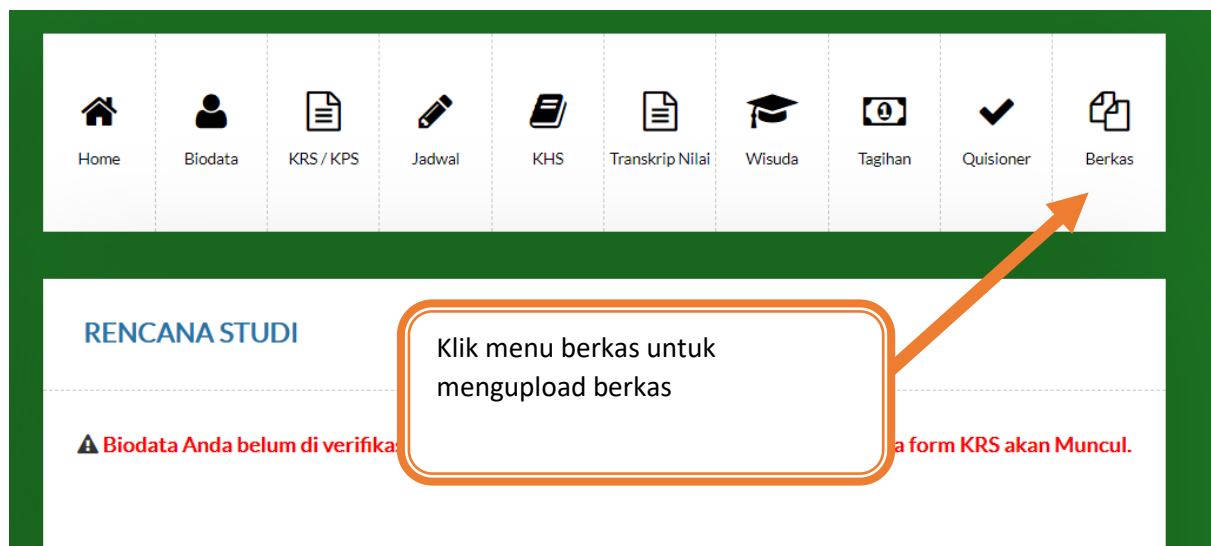 Home
Biodata
KRS / KPS
Jadwal
KHS
Transkrip Nilai
Wisuda
Tagihan
Quisioner
Berkas
RENCANA STUDI
Klik menu berkas untuk
mengupload berkas
Biodata Anda belum di verifikas a form KRS akan Muncul.